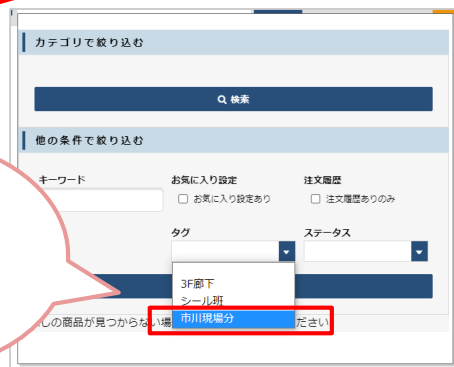 カテゴリで絞り込む
検索
他の条件で絞り込む
キーワード お気に入り設定 注文履歴
お気に入り設定あり 注文履歴ありのみ
タグ ステータス
3F廊下
シール班
市川現場分
しの商品が見つからない場 ださい